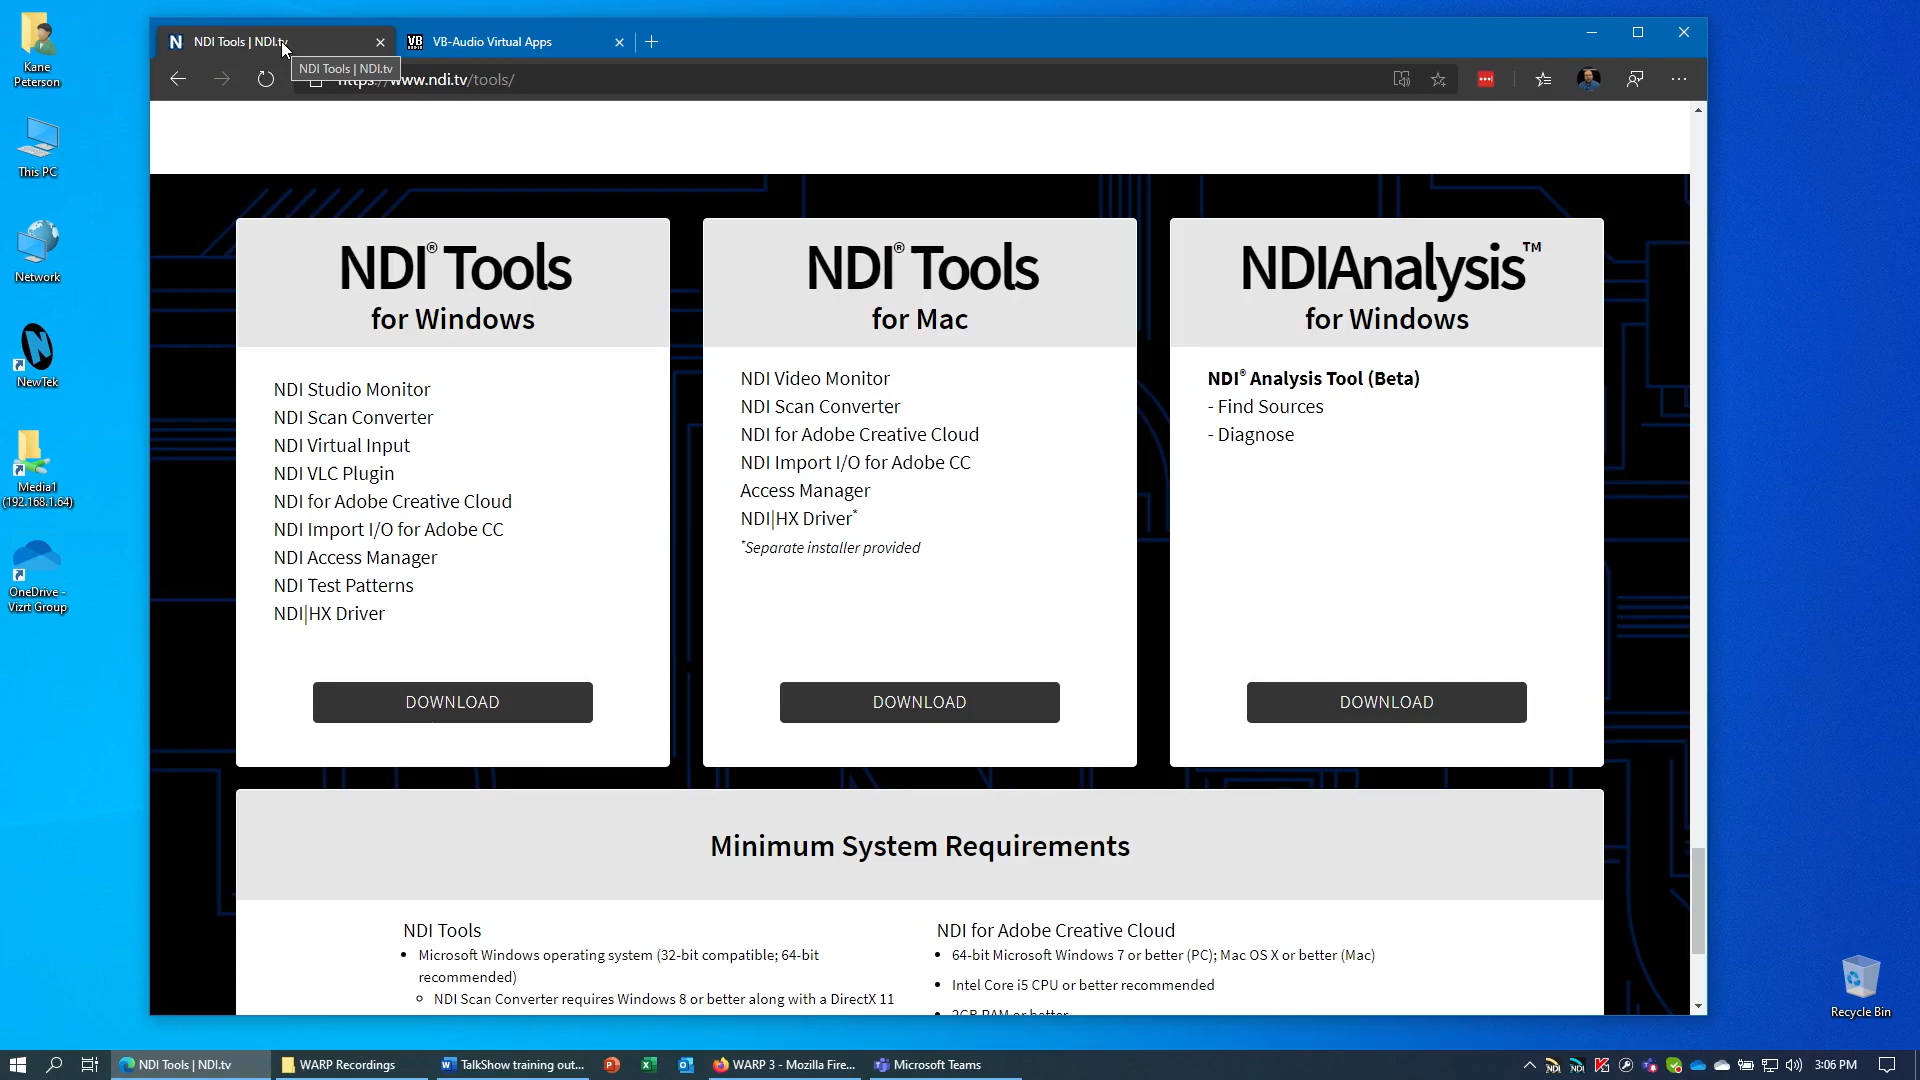 NDI Tools | NDI.tv
VB-Audio Virtual Apps
NDI Tools | NDI.tv
https://www.ndi.tv/tools/
Kane
Peterson
This PC
Network
NewTek
Media1
(192.168.1.64)
OneDrive -
Vizrt Group
NDI® Tools
for Windows
NDI Studio Monitor
NDI Scan Converter
NDI Virtual Input
NDI VLC Plugin
NDI for Adobe Creative Cloud
NDI Import I/O for Adobe CC
NDI Access Manager
NDI Test Patterns
NDI|HX Driver
DOWNLOAD
NDI® Tools
for Mac
NDI Video Monitor
NDI Scan Converter
NDI for Adobe Creative Cloud
NDI Import I/O for Adobe CC
Access Manager
NDI|HX Driver*
*Separate installer provided
DOWNLOAD
NDIAnalysis™
for Windows
NDI® Analysis Tool (Beta)
- Find Sources
- Diagnose
DOWNLOAD
Minimum System Requirements
NDI Tools
• Microsoft Windows operating system (32-bit compatible; 64-bit
recommended)
NDI Scan Converter requires Windows 8 or better along with a DirectX 11
NDI for Adobe Creative Cloud
• 64-bit Microsoft Windows 7 or better (PC); Mac OS X or better (Mac)
• Intel Core i5 CPU or better recommended
• 2GB RAM or better
Recycle Bin
NDI Tools | NDI.tv
WARP Recordings
TalkShow training out...
WARP 3 - Mozilla Fire...
Microsoft Teams
3:06 PM